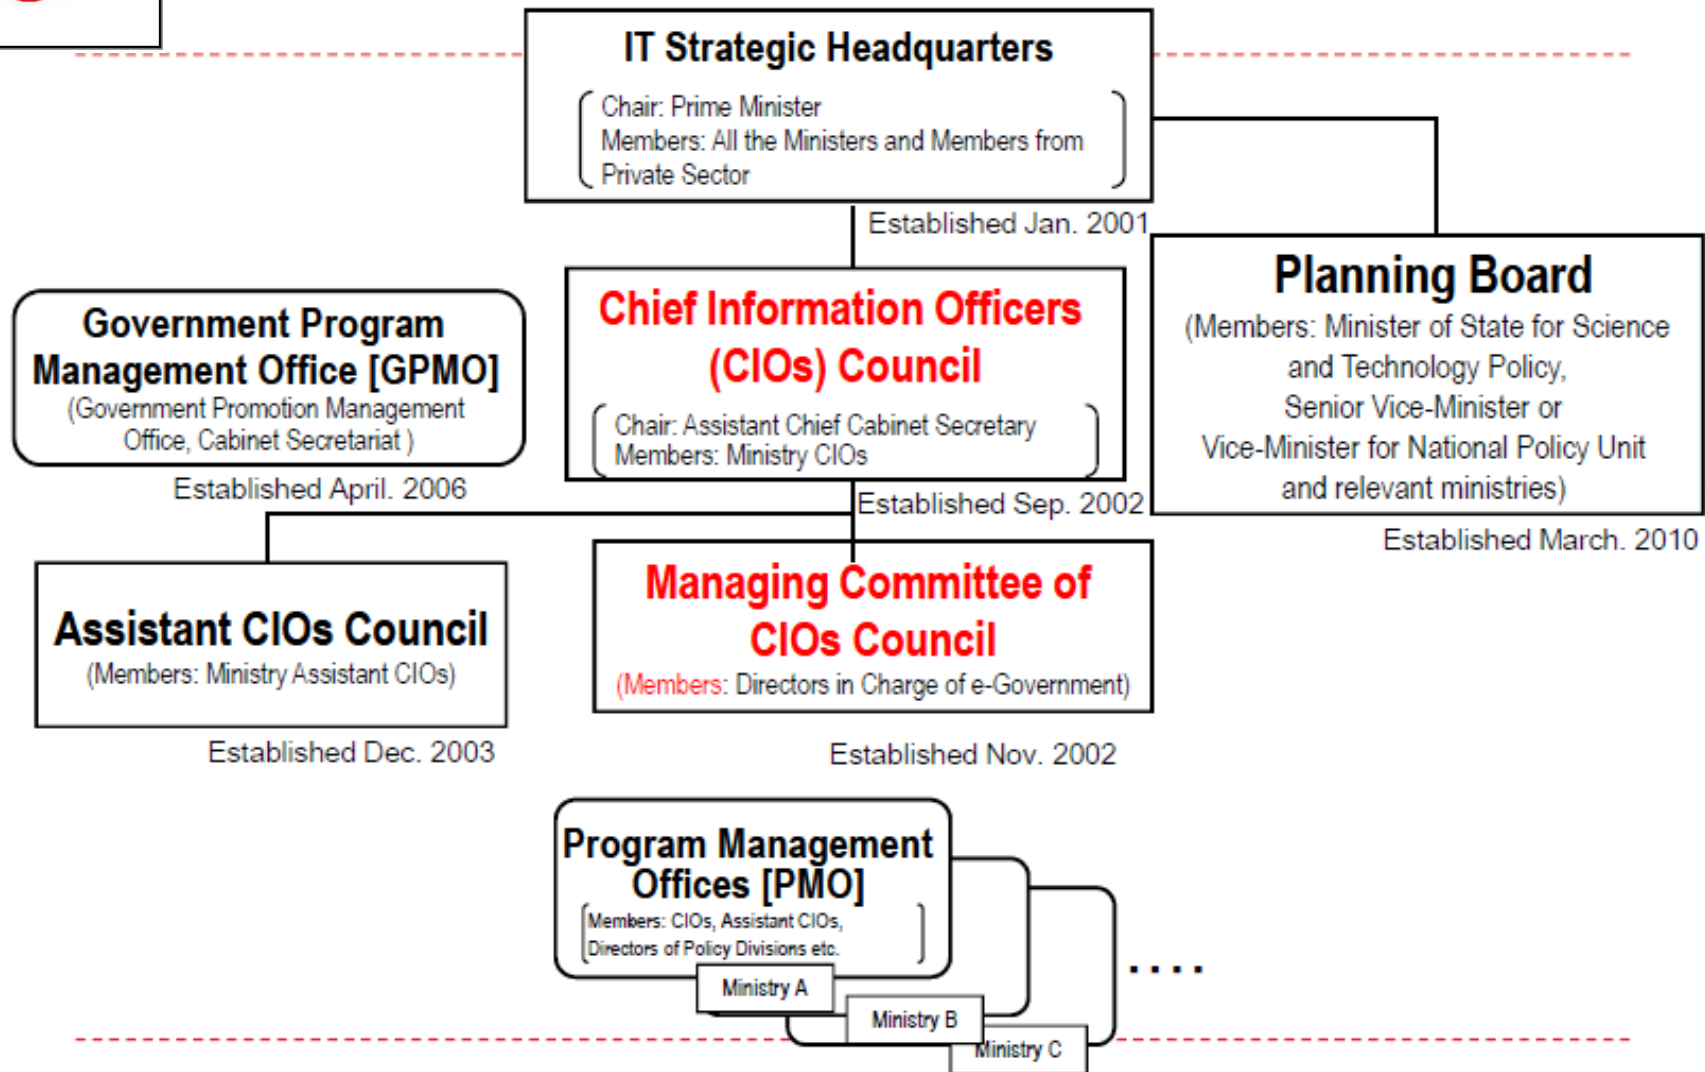 IT Strategic Headquarters
Chair: Prime Minister
Members: All the Ministers and Members from
Private Sector
Established Jan. 2001
Planning Board
(Members: Minister of State for Science
and Technology Policy,
Senior Vice-Minister or
Vice-Minister for National Policy Unit
and relevant ministries)
Established March. 2010
Chief Information Officers
(CIOs) Council
Chair: Assistant Chief Cabinet Secretary
Members: Ministry CIOs
Established Sep. 2002
Government Program
Management Office [GPMO]
(Government Promotion Management
Office, Cabinet Secretariat )
Established April. 2006
Assistant CIOs Council
(Members: Ministry Assistant CIOs)
Established Dec. 2003
Managing Committee of
CIOs Council
(Members: Directors in Charge of e-Government)
Established Nov. 2002
Program Management
Offices [PMO]
Members: CIOs, Assistant CIOs,
Directors of Policy Divisions etc.
Ministry A
Ministry B
Ministry C
. . . .